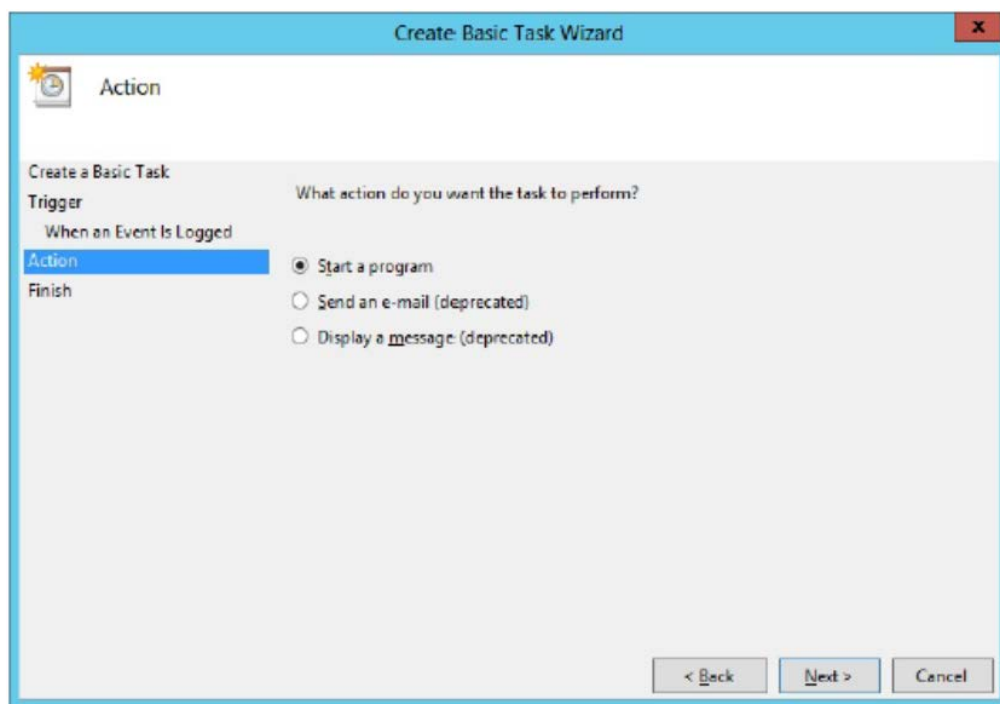 Create Basic Task Wizard
x
Action
Create a Basic Task
Trigger
When an Event Is Logged
Action
Finish
What action do you want the task to perform?
Start a program
Send an e-mail (deprecated)
Display a message (deprecated)
< Back
Next >
Cancel